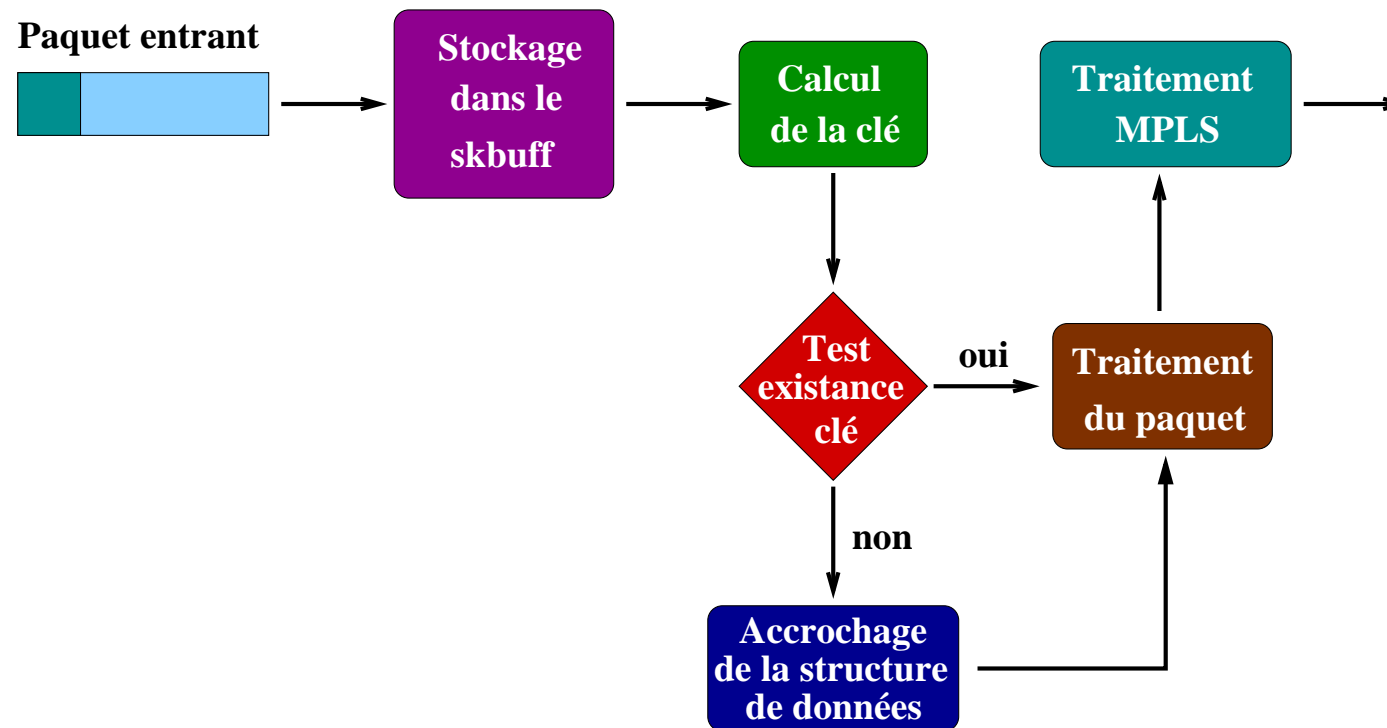 Paquet entrant
Stockage
dans le
skbuff
Calcul
de la clé
Traitement
MPLS
Test
existance
clé
oui
Traitement
du paquet
non
Accrochage
de la structure
de données